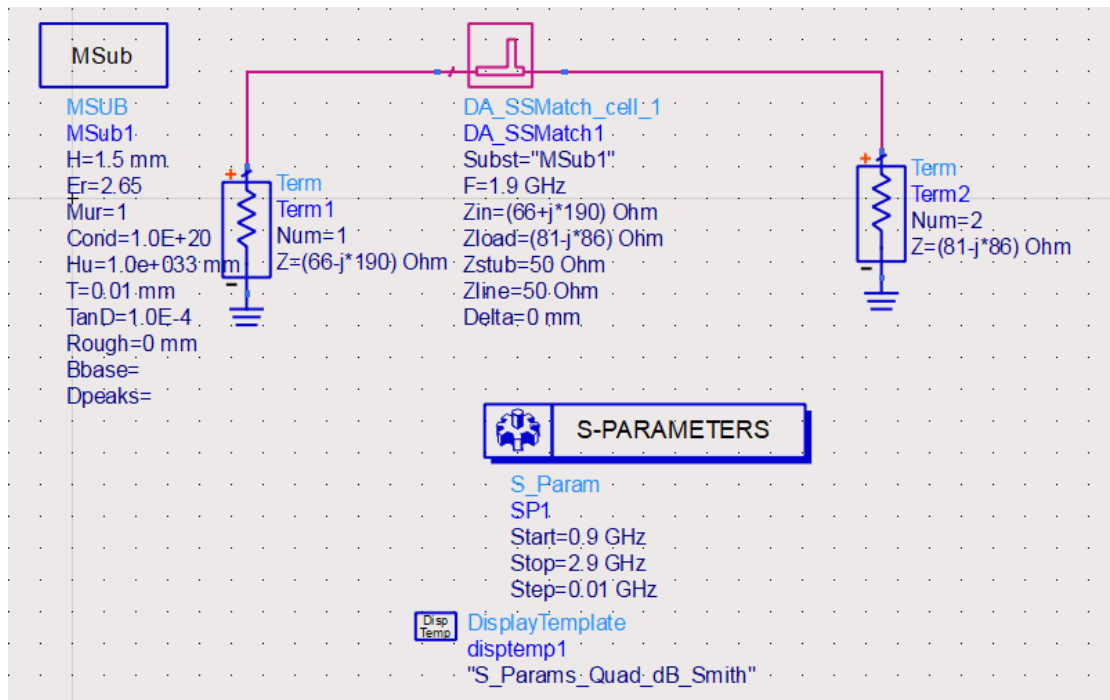 MSub
MSUB
MSub1
H=1.5 mm
Er=2.65
Mur=1
Cond=1.0E+20
Hu=1.0e+033 mm
T=0.01 mm
TanD=1.0E-4
Rough=0 mm
Bbase=
Dpeaks=
+
Term
Term1
Num=1
Z=(66-j*190) Ohm
-
DA_SSMatch_cell_1
DA_SSMatch1
Subst="MSub1"
F=1.9 GHz
Zin=(66+j*190) Ohm
Zload=(81-j*86) Ohm
Zstub=50 Ohm
Zline=50 Ohm
Delta=0 mm
+
Term
Term2
Num=2
Z=(81-j*86) Ohm
-
S-PARAMETERS
S_Param
SP1
Start=0.9 GHz
Stop=2.9 GHz
Step=0.01 GHz
Disp
Temp
DisplayTemplate
disptemp1
"S_Params_Quad_dB_Smith"